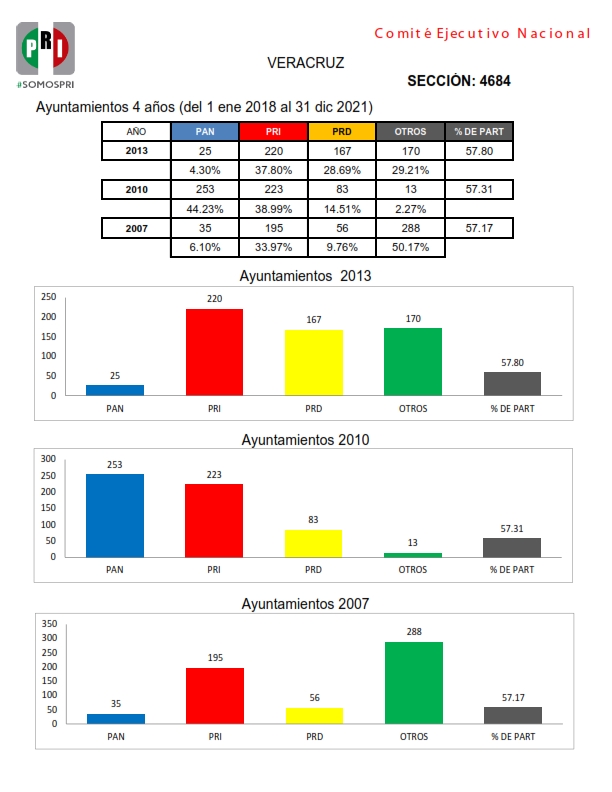 Comité Ejecutivo Nacional
PRI
#SOMOSPRI
VERACRUZ
SECCIÓN: 4684
Ayuntamientos 4 años (del 1 ene 2018 al 31 dic 2021)
AÑO PAN PRI PRD OTROS % DE PART
2013 25 220 167 170 57.80
4.30% 37.80% 28.69% 29.21%
2010 253 223 83 13 57.31
44.23% 38.99% 14.51% 2.27%
2007 35 195 56 288 57.17
6.10% 33.97% 9.76% 50.17%
Ayuntamientos 2013
250
200
150
100
50
0
25 220 167 170 57.80
PAN PRI PRD OTROS % DE PART
Ayuntamientos 2010
300
250
200
150
100
50
0
253 223 83 13 57.31
PAN PRI PRD OTROS % DE PART
Ayuntamientos 2007
350
300
250
200
150
100
50
0
35 195 56 288 57.17
PAN PRI PRD OTROS % DE PART